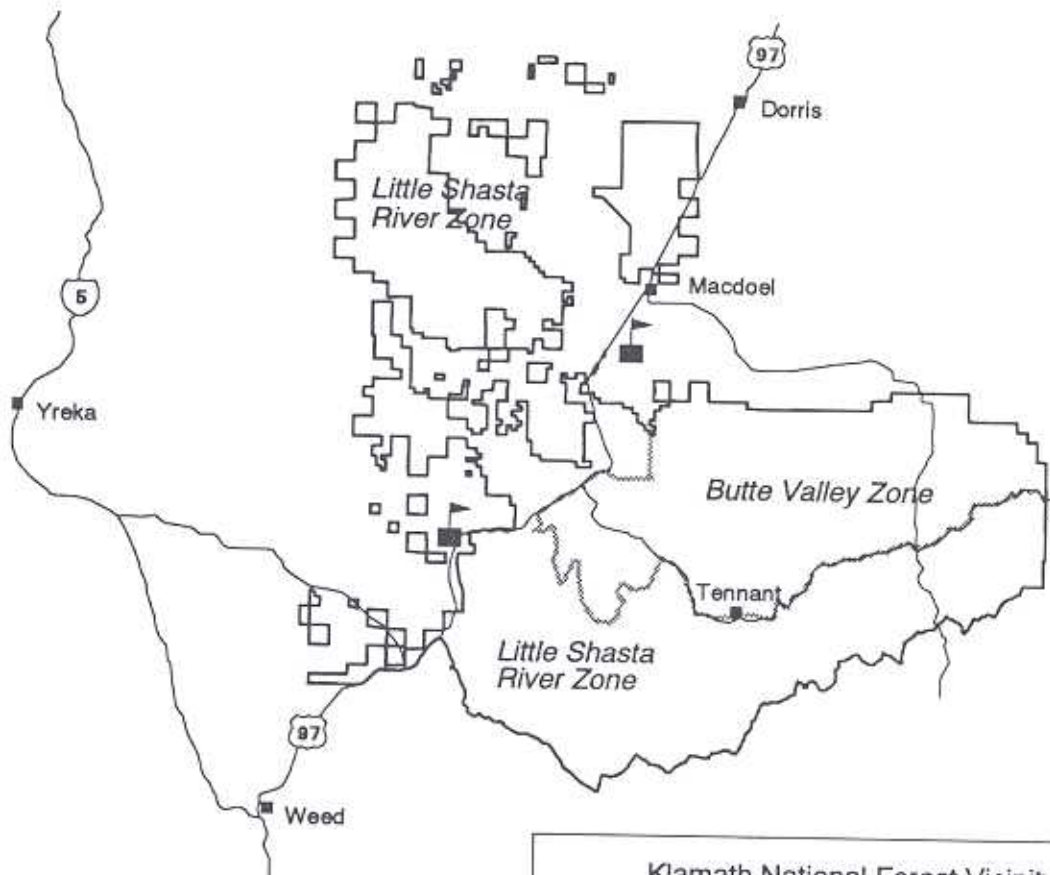 97
Dorris
Little Shasta
River Zone
5
Macdoel
Yreka
Butte Valley Zone
Tennant
Little Shasta
River Zone
97
Weed
Klamath National Forest